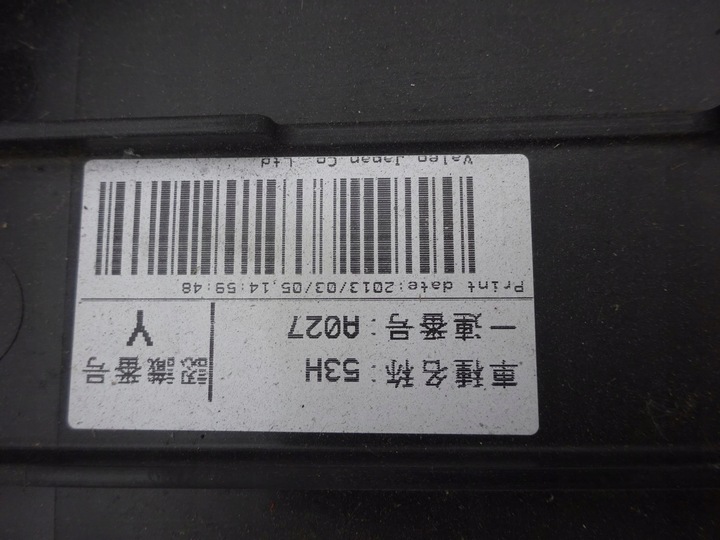 車種名称：53H
一連番号：A027
認識番号
Y
Print date:2013/03/05,14:59:48
Valeo Japan Co. Ltd